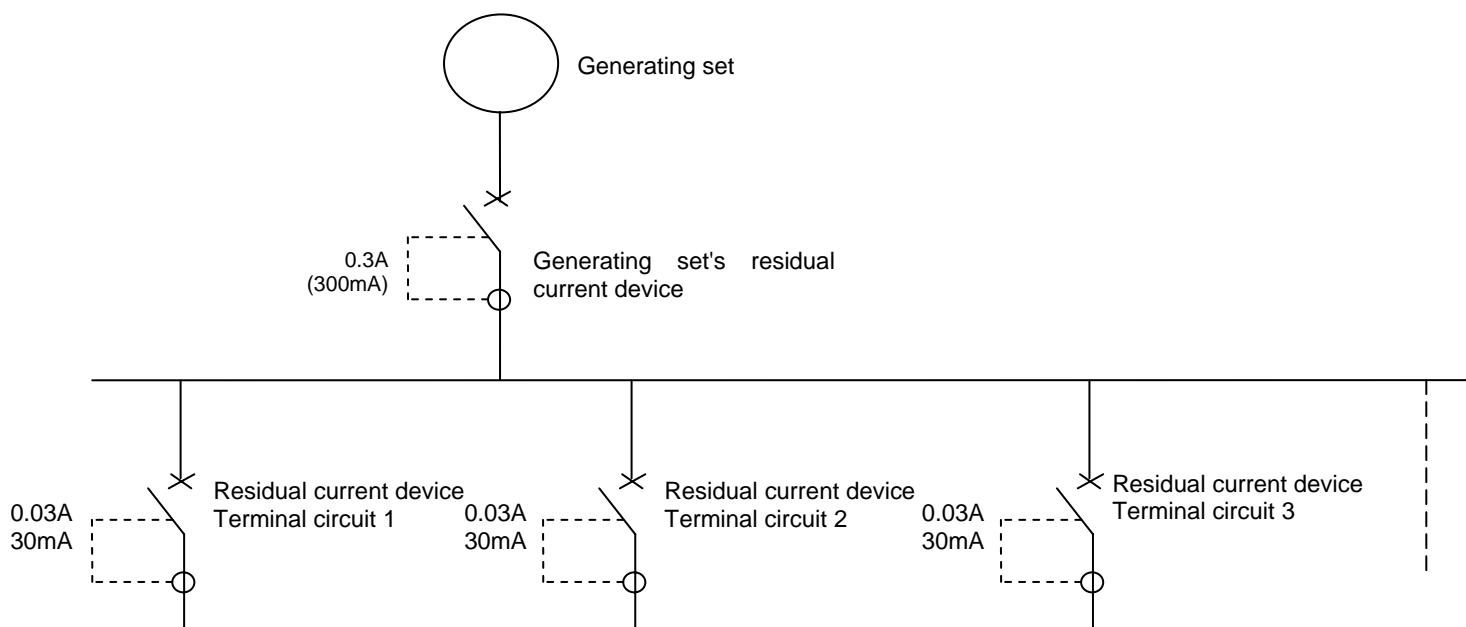 Generating set
0.3A
(300mA)
Generating set's residual
current device
Residual current device
Terminal circuit 1
0.03A
30mA
Residual current device
Terminal circuit 2
0.03A
30mA
Residual current device
Terminal circuit 3
0.03A
30mA